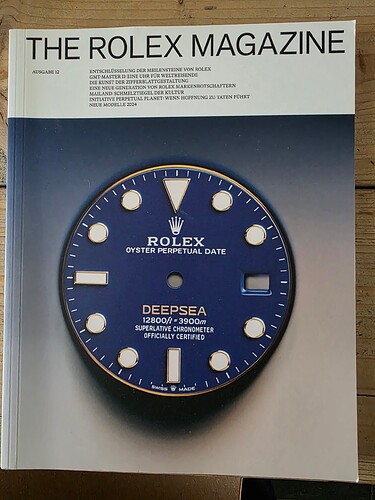 THE ROLEX MAGAZINE
AUSGABE 12
ENTSCHLÜSSELUNG DER MEILENSTEINE VON ROLEX
GMT-MASTER II: EINE UHR FÜR WELTREISENDE
DIE KUNST DER ZIFFERBLATTGESTALTUNG
EINE NEUE GENERATION VON ROLEX MARKENBOTSCHAFTERN
MAILAND: SCHMELZTIEGEL DER KULTUR
INITIATIVE PERPETUAL PLANET: WENN HOFFNUNG ZU TATEN FÜHRT
NEUE MODELLE 2024
ROLEX
OYSTER PERPETUAL DATE
DEEPSEA
12800ft = 3900m
SUPERLATIVE CHRONOMETER
OFFICIALLY CERTIFIED
SWISS MADE